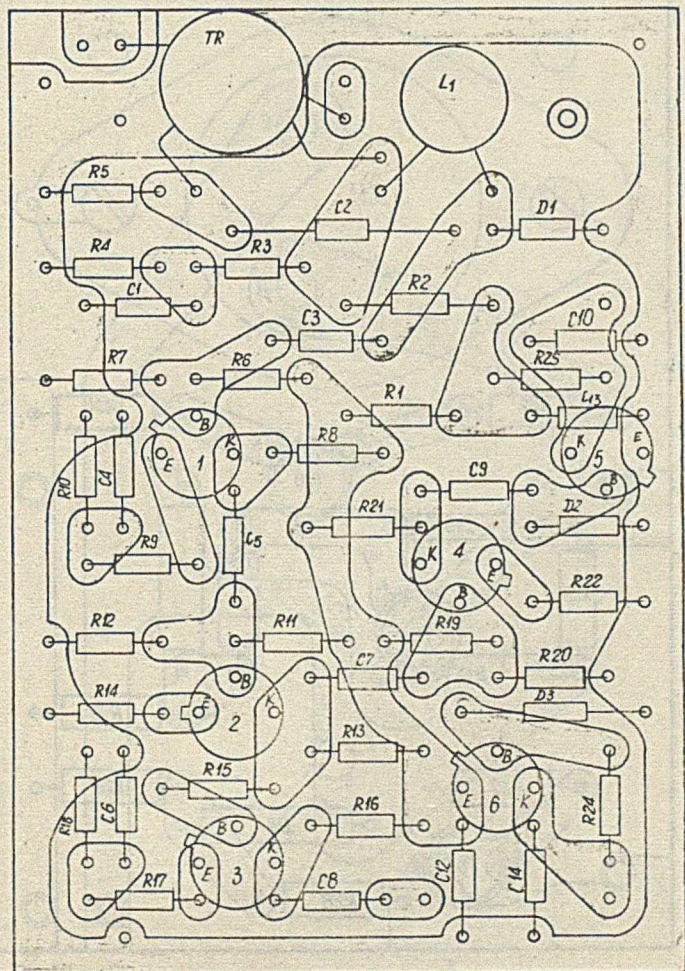 TR
L1
R5
C2
D1
R4
R3
C1
R2
C3
C10
R7
R6
R25
R1
C13
B
K
E
1
R8
K
5
E
B
R10
C4
C9
R21
D2
C5
K
4
E
B
R9
R22
R12
R11
R19
B
C7
R20
R14
E
2
K
D3
R13
B
R15
E
6
K
R24
R18
C6
R16
B
E
3
K
R17
C8
C12
C14